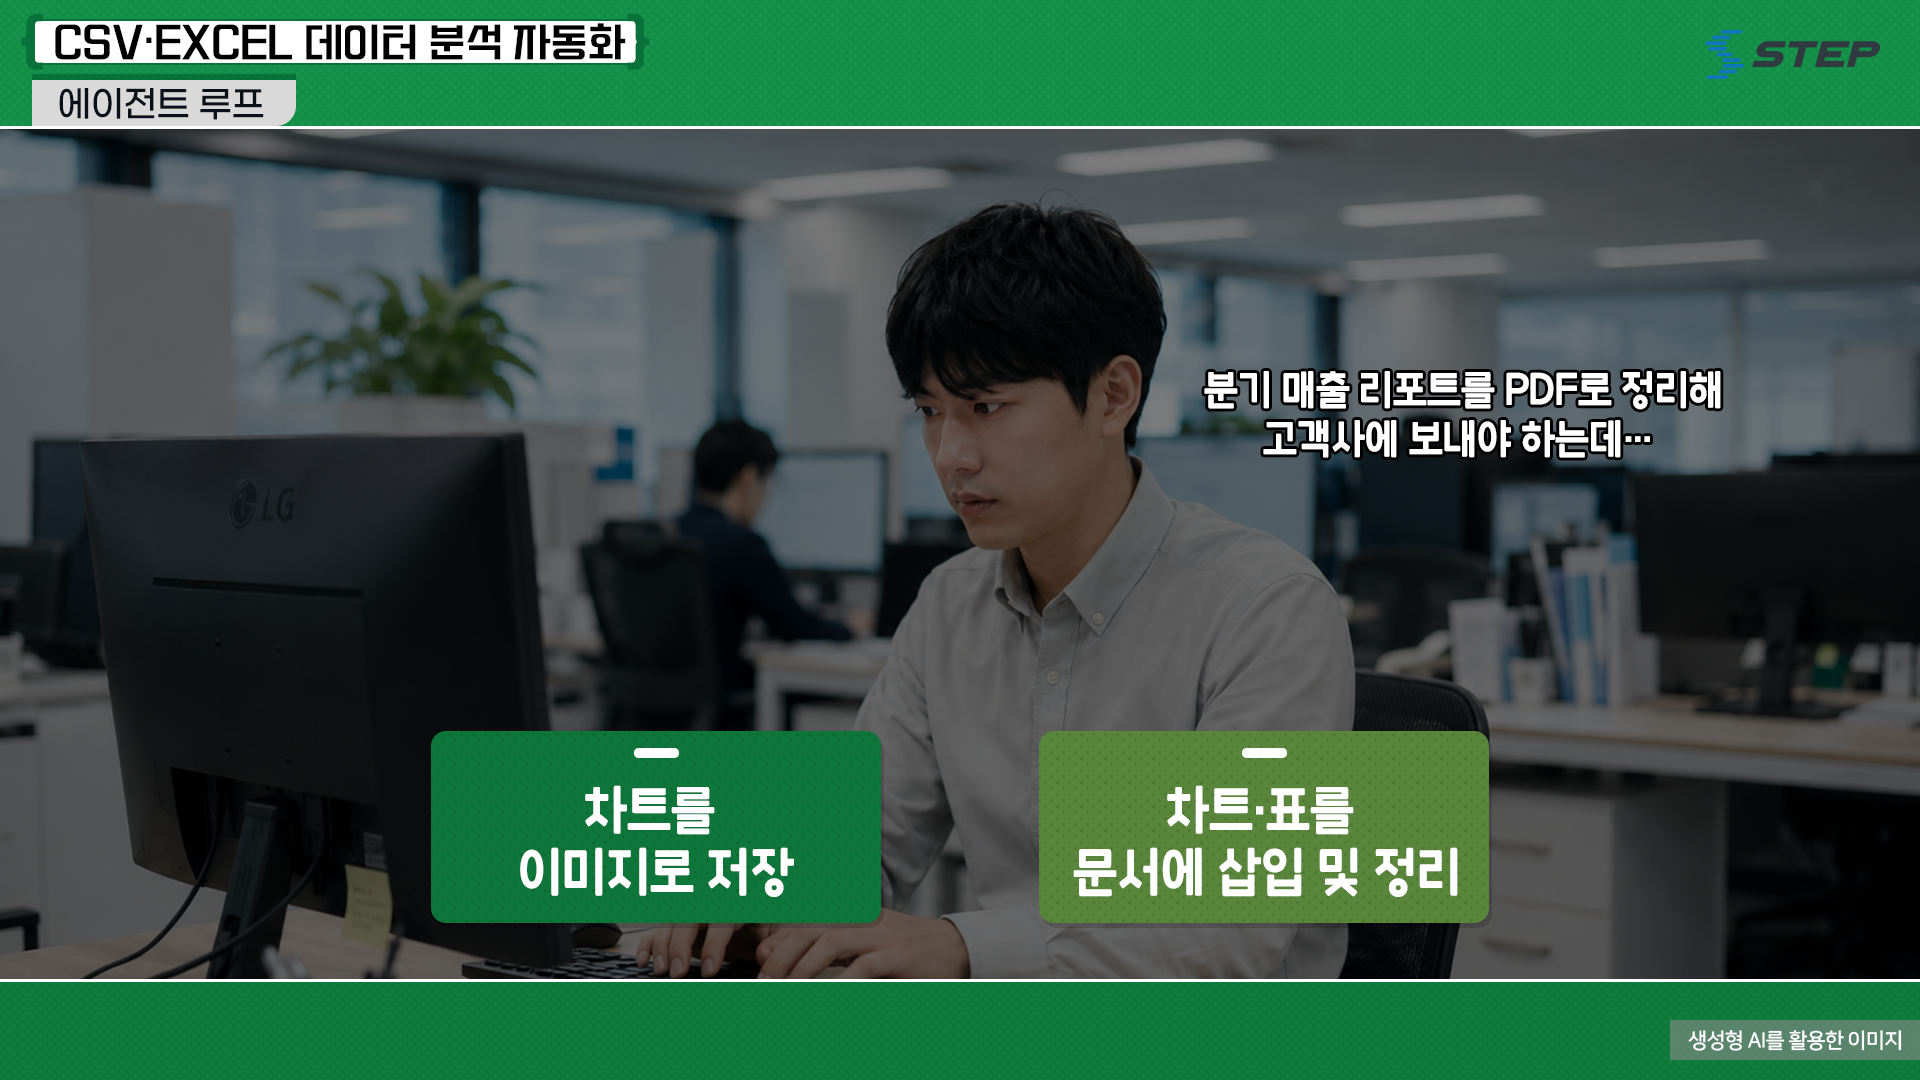 CSV·EXCEL 데이터 분석 자동화
STEP
에이전트 루프
분기 매출 리포트를 PDF로 정리해
고객사에 보내야 하는데…
LG
차트를
이미지로 저장
차트·표를
문서에 삽입 및 정리
생성형 AI를 활용한 이미지